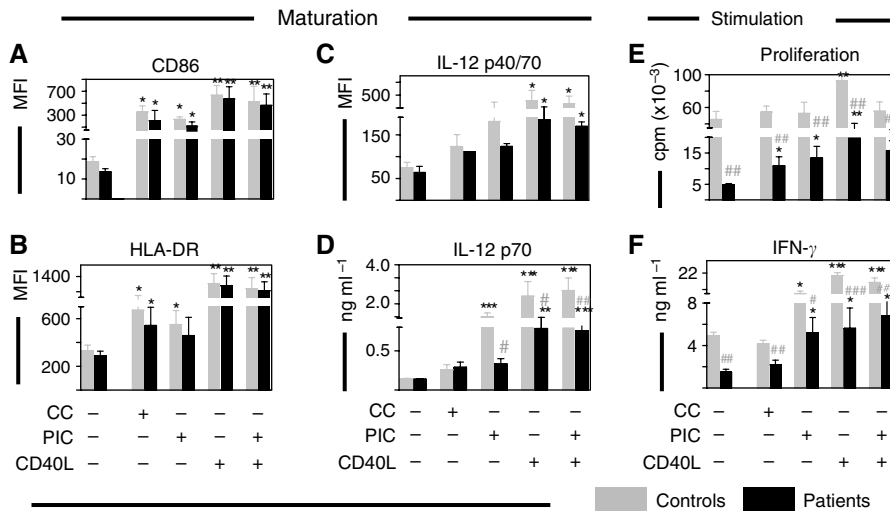 Maturation
Stimulation
A
CD86
MFI
700
300
30
10
* * * * ** ** ** **
C
IL-12 p40/70
MFI
500
150
50
* * * *
E
Proliferation
cpm (x10⁻³)
100
60
15
5
## ## * ## * ** ## **
B
HLA-DR
MFI
1400
600
200
* * * ** ** ** **
D
IL-12 p70
ng ml⁻¹
4.0
2.0
0.5
*** # *** # ** *** ## ***
F
IFN-γ
22
8
4
## ## * # * *** ### * ***
CC – + – – –
PIC – – + – +
CD40L – – – + +
CC – + – – –
PIC – – + – +
CD40L – – – + +
CC – + – – –
PIC – – + – +
CD40L – – – + +
Controls
Patients